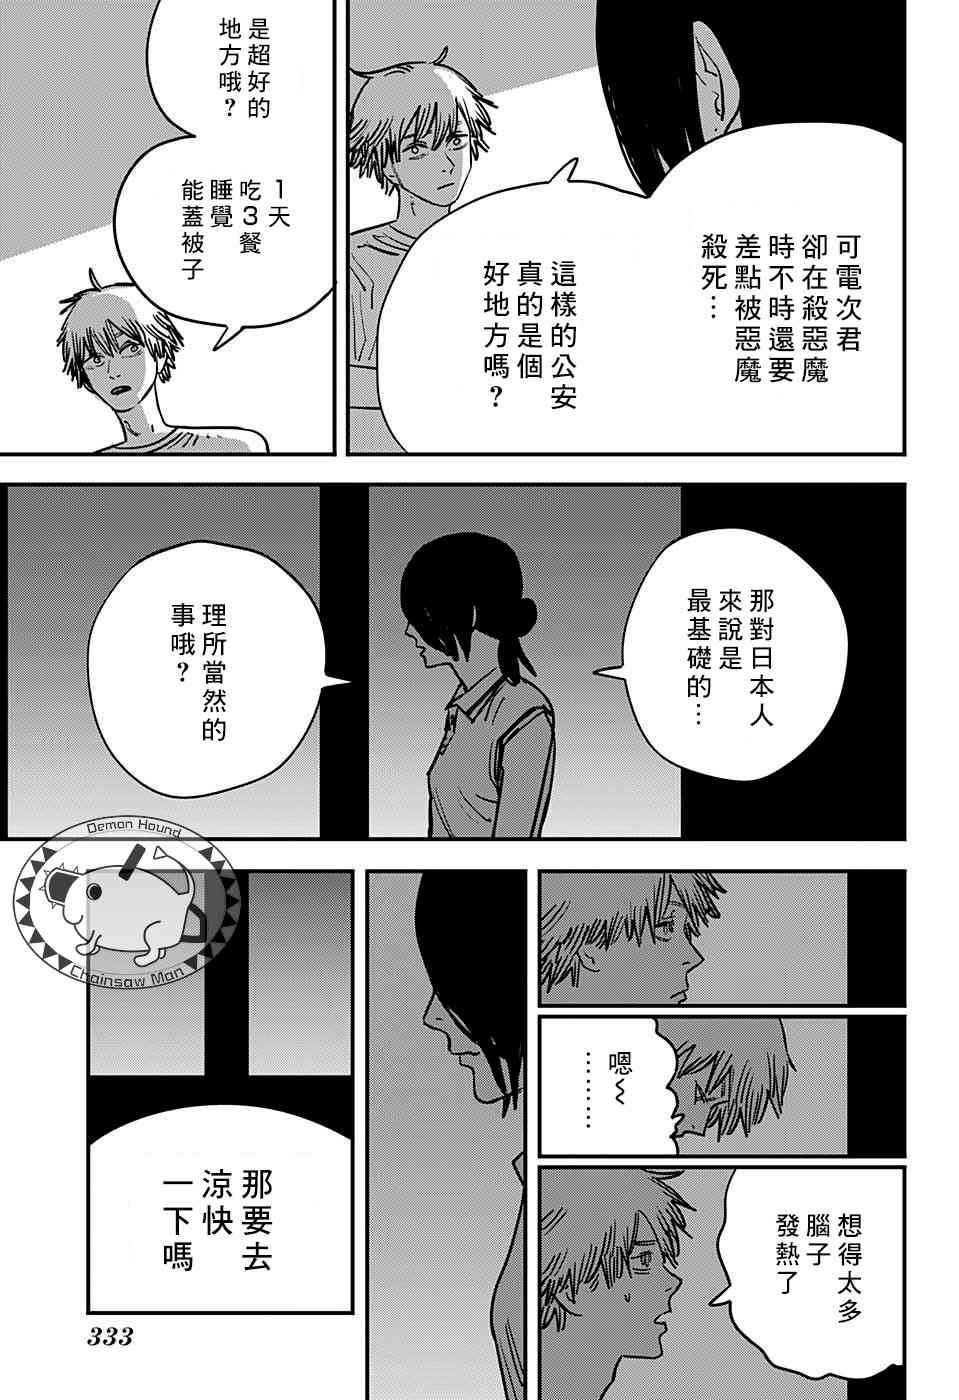 可電次君
卻在殺惡魔
時不時還要
差點被惡魔
殺死…
這樣的公安
真的是個
好地方嗎?
是超好的
地方哦?
1天
吃3餐
睡覺
能蓋被子
那對日本人
來說是
最基礎的…
理所當然的
事哦?
嗯~
………
想得太多
腦子
發熱了
那要去
涼快
一下嗎
Demon Hound
Chainsaw Man
333